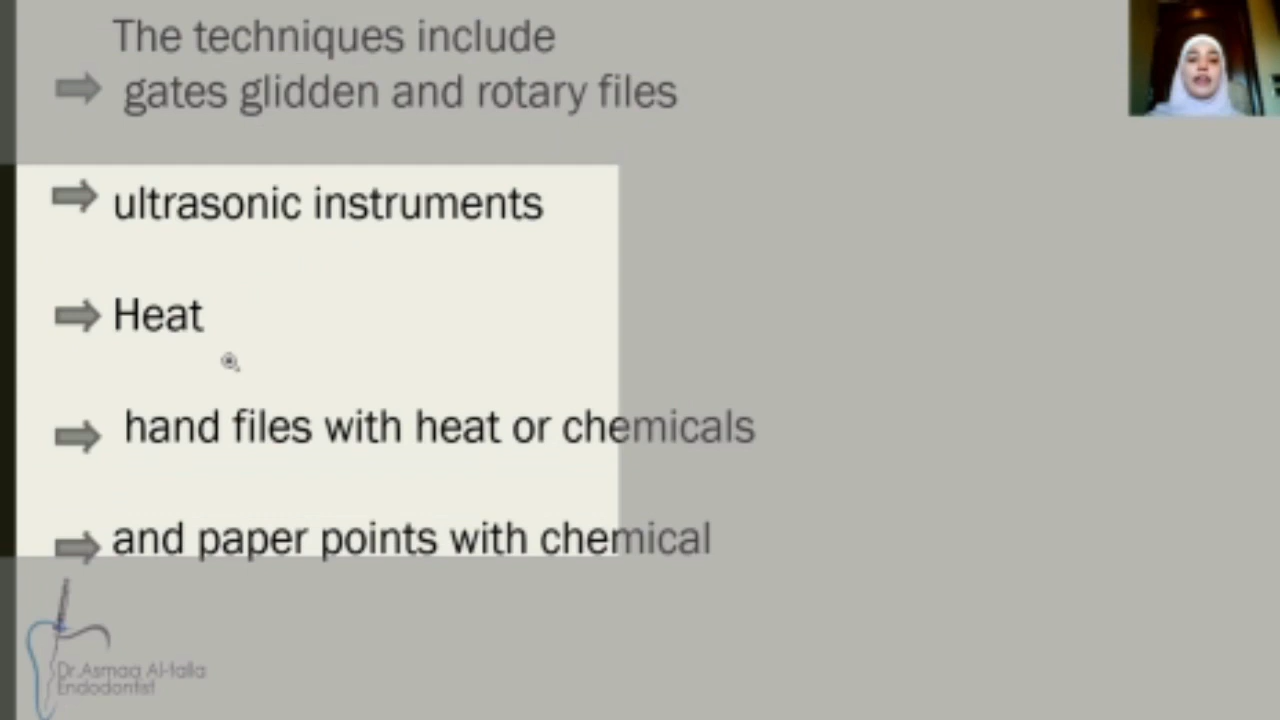 The techniques include
gates glidden and rotary files
ultrasonic instruments
Heat
hand files with heat or chemicals
and paper points with chemical
Dr.Asmaa Al-falla
Endodontist